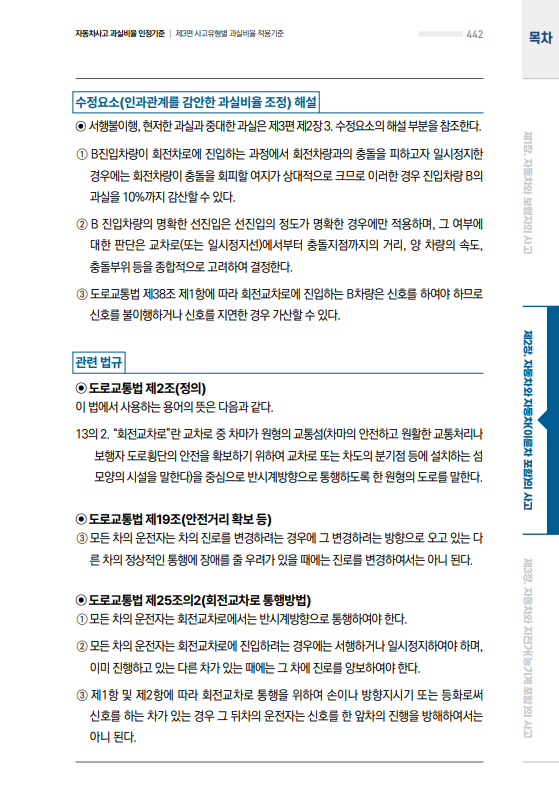 자동차사고 과실비율 인정기준 | 제3편 사고유형별 과실비율 적용기준
442
목차
수정요소(인과관계를 감안한 과실비율 조정) 해설
◉ 서행불이행, 현저한 과실과 중대한 과실은 제3편 제2장 3. 수정요소의 해설 부분을 참조한다.
① B진입차량이 회전차로에 진입하는 과정에서 회전차량과의 충돌을 피하고자 일시정지한
경우에는 회전차량이 충돌을 회피할 여지가 상대적으로 크므로 이러한 경우 진입차량 B의
과실을 10%까지 감산할 수 있다.
② B 진입차량의 명확한 선진입은 선진입의 정도가 명확한 경우에만 적용하며, 그 여부에
대한 판단은 교차로(또는 일시정지선)에서부터 충돌지점까지의 거리, 양 차량의 속도,
충돌부위 등을 종합적으로 고려하여 결정한다.
③ 도로교통법 제38조 제1항에 따라 회전교차로에 진입하는 B차량은 신호를 하여야 하므로
신호를 불이행하거나 신호를 지연한 경우 가산할 수 있다.
관련 법규
◉ 도로교통법 제2조(정의)
이 법에서 사용하는 용어의 뜻은 다음과 같다.
13의 2. “회전교차로”란 교차로 중 차마가 원형의 교통섬(차마의 안전하고 원활한 교통처리나
보행자 도로횡단의 안전을 확보하기 위하여 교차로 또는 차도의 분기점 등에 설치하는 섬
모양의 시설을 말한다)을 중심으로 반시계방향으로 통행하도록 한 원형의 도로를 말한다.
◉ 도로교통법 제19조(안전거리 확보 등)
③ 모든 차의 운전자는 차의 진로를 변경하려는 경우에 그 변경하려는 방향으로 오고 있는 다
른 차의 정상적인 통행에 장애를 줄 우려가 있을 때에는 진로를 변경하여서는 아니 된다.
◉ 도로교통법 제25조의2(회전교차로 통행방법)
① 모든 차의 운전자는 회전교차로에서는 반시계방향으로 통행하여야 한다.
② 모든 차의 운전자는 회전교차로에 진입하려는 경우에는 서행하거나 일시정지하여야 하며,
이미 진행하고 있는 다른 차가 있는 때에는 그 차에 진로를 양보하여야 한다.
③ 제1항 및 제2항에 따라 회전교차로 통행을 위하여 손이나 방향지시기 또는 등화로써
신호를 하는 차가 있는 경우 그 뒤차의 운전자는 신호를 한 앞차의 진행을 방해하여서는
아니 된다.
제1장. 자동차와 보행자의 사고
제2장. 자동차와 자동차(이륜차 포함)의 사고
제3장. 자동차와 자전거(농기계 포함)의 사고